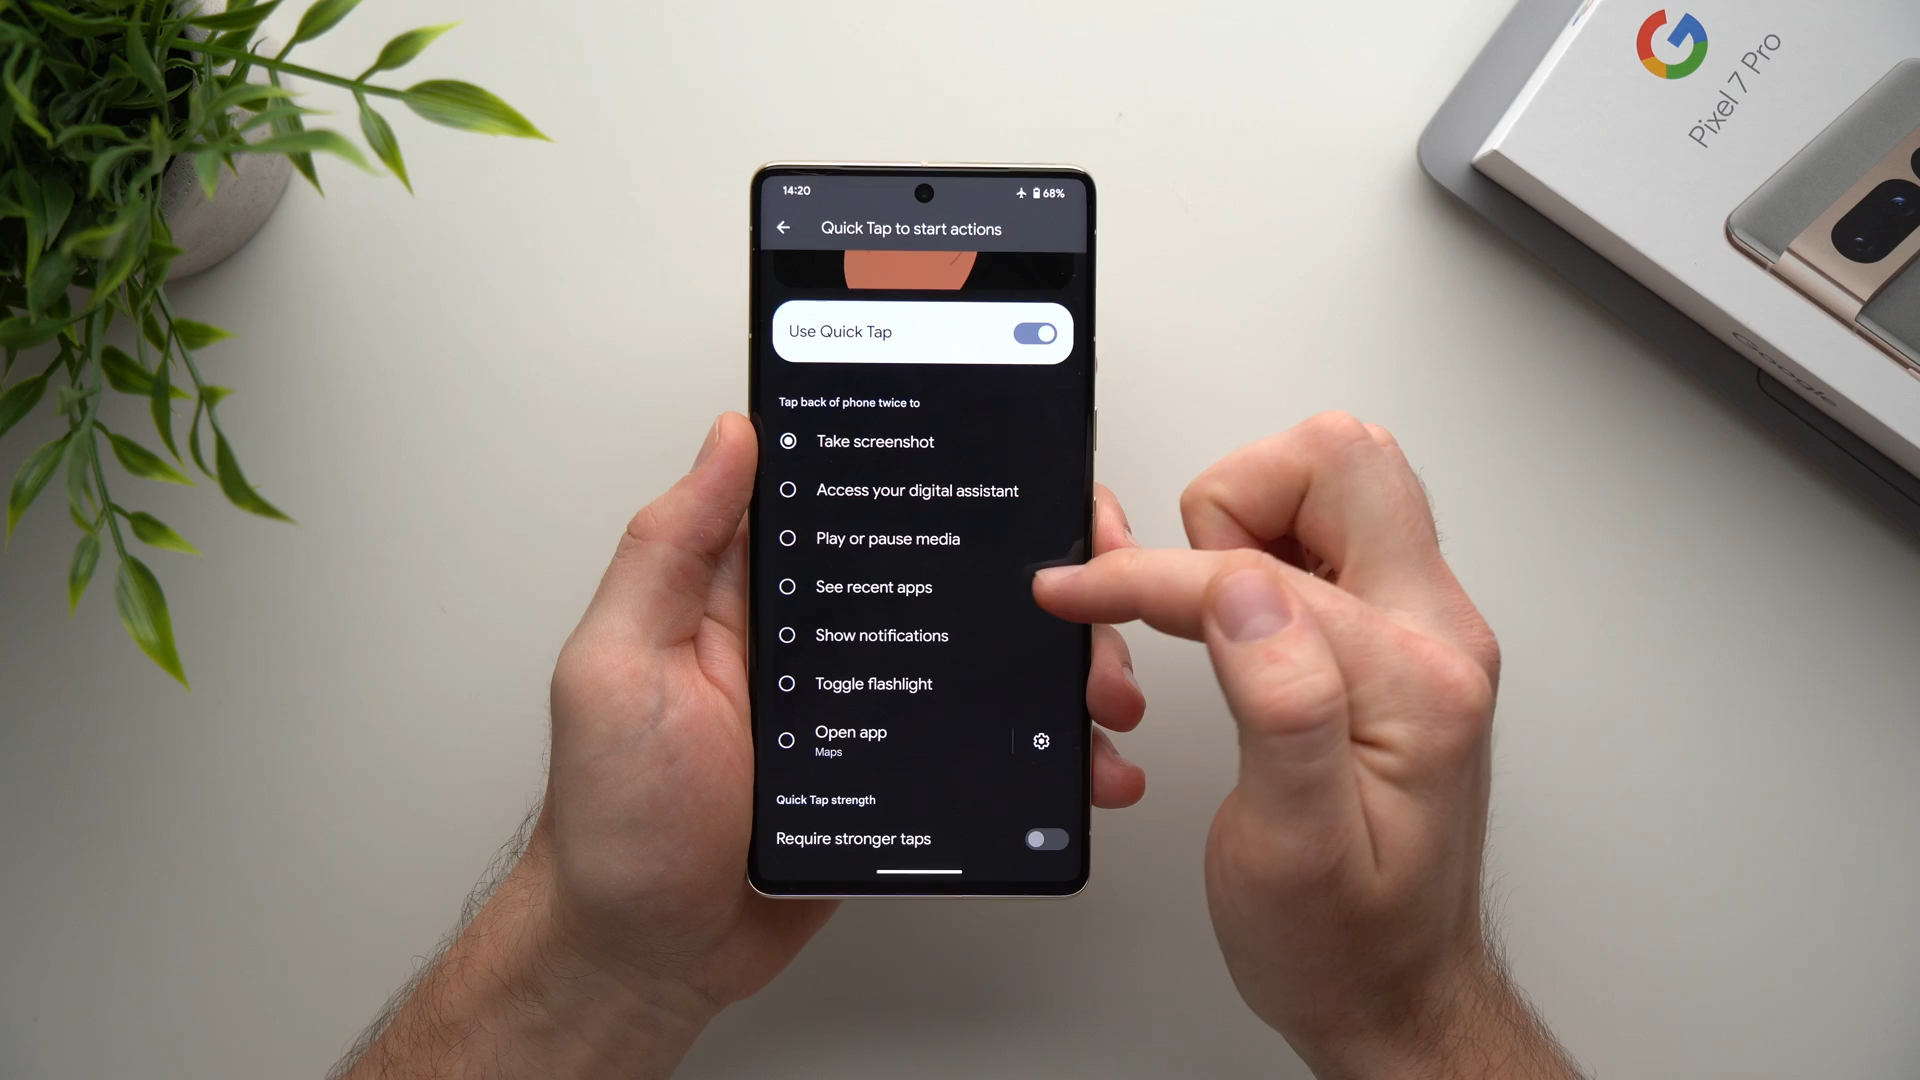 14:20
68%
Quick Tap to start actions
Use Quick Tap
Tap back of phone twice to
Take screenshot
Access your digital assistant
Play or pause media
See recent apps
Show notifications
Toggle flashlight
Open app
Maps
Quick Tap strength
Require stronger taps
G
Pixel 7 Pro
Google